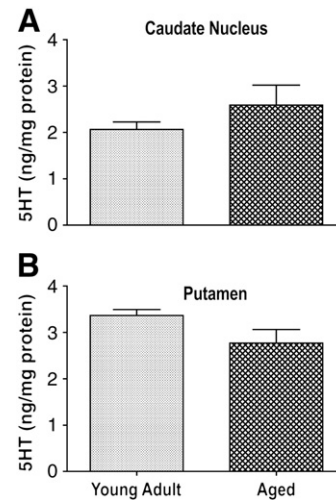 A
Caudate Nucleus
5HT (ng/mg protein)
4
3
2
1
0
B
Putamen
5HT (ng/mg protein)
4
3
2
1
0
Young Adult
Aged